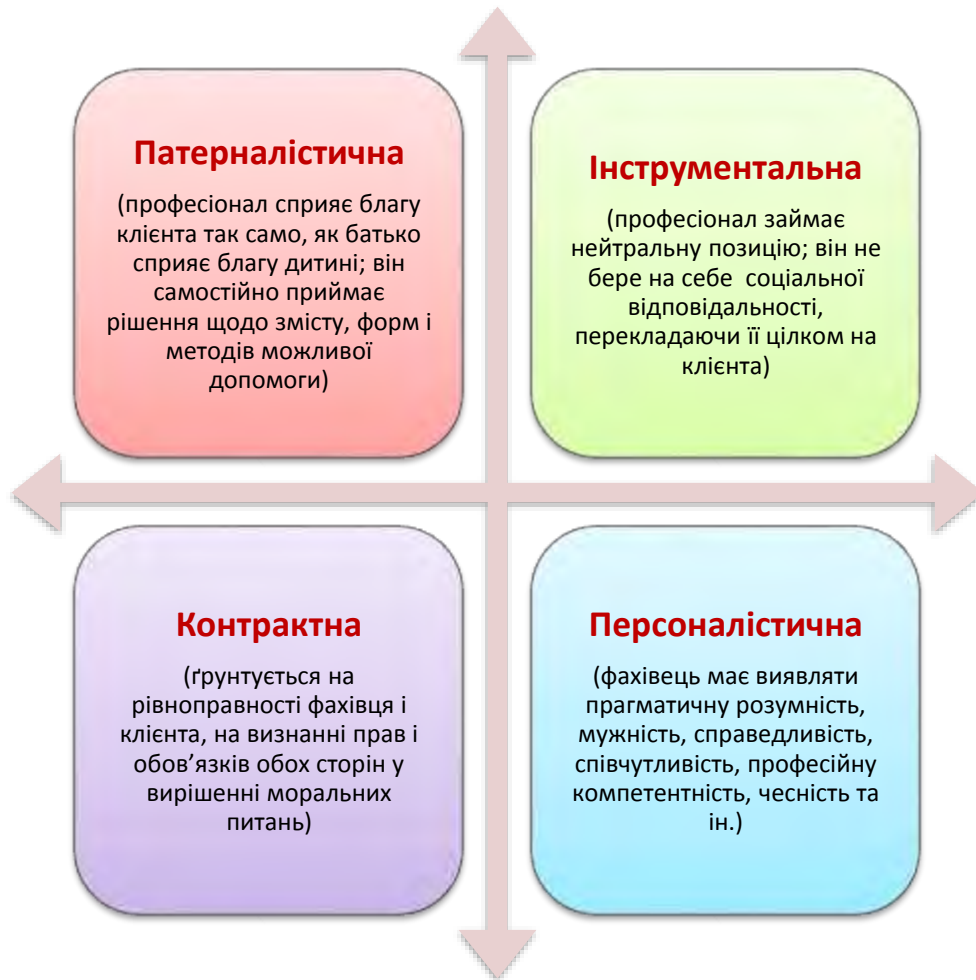 Патерналістична
(професіонал сприяє благу
клієнта так само, як батько
сприяє благу дитині; він
самостійно приймає
рішення щодо змісту, форм і
методів можливої
допомоги)
Інструментальна
(професіонал займає
нейтральну позицію; він не
бере на себе  соціальної
відповідальності,
перекладаючи її цілком на
клієнта)
Контрактна
(ґрунтується на
рівноправності фахівця і
клієнта, на визнанні прав і
обов’язків обох сторін у
вирішенні моральних
питань)
Персоналістична
(фахівець має виявляти
прагматичну розумність,
мужність, справедливість,
співчутливість, професійну
компетентність, чесність та
ін.)